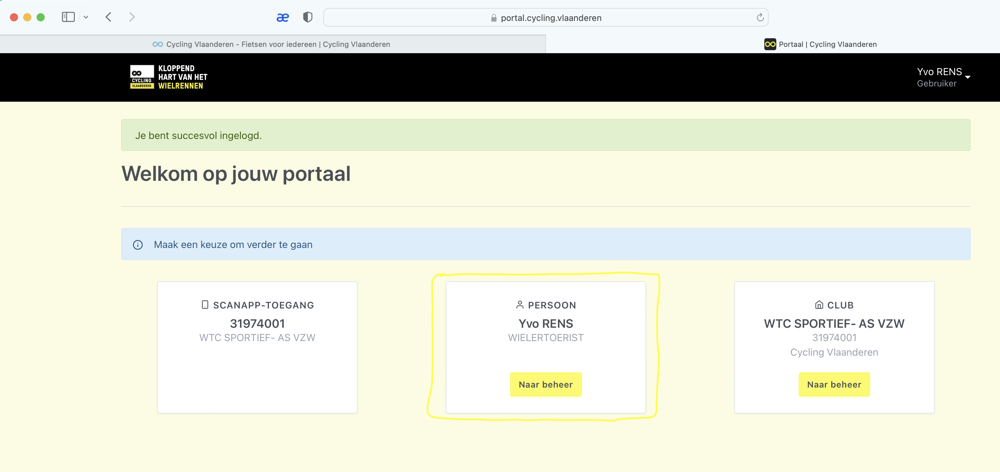 æ
portal.cycling.vlaanderen
Cycling Vlaanderen - Fietsen voor iedereen | Cycling Vlaanderen
Portaal | Cycling Vlaanderen
CYCLING
VLAANDEREN
KLOPPEND
HART VAN HET
WIELRENNEN
Yvo RENS
Gebruiker
Je bent succesvol ingelogd.
Welkom op jouw portaal
Maak een keuze om verder te gaan
SCANAPP-TOEGANG
31974001
WTC SPORTIEF- AS VZW
PERSOON
Yvo RENS
WIELERTOERIST
Naar beheer
CLUB
WTC SPORTIEF- AS VZW
31974001
Cycling Vlaanderen
Naar beheer